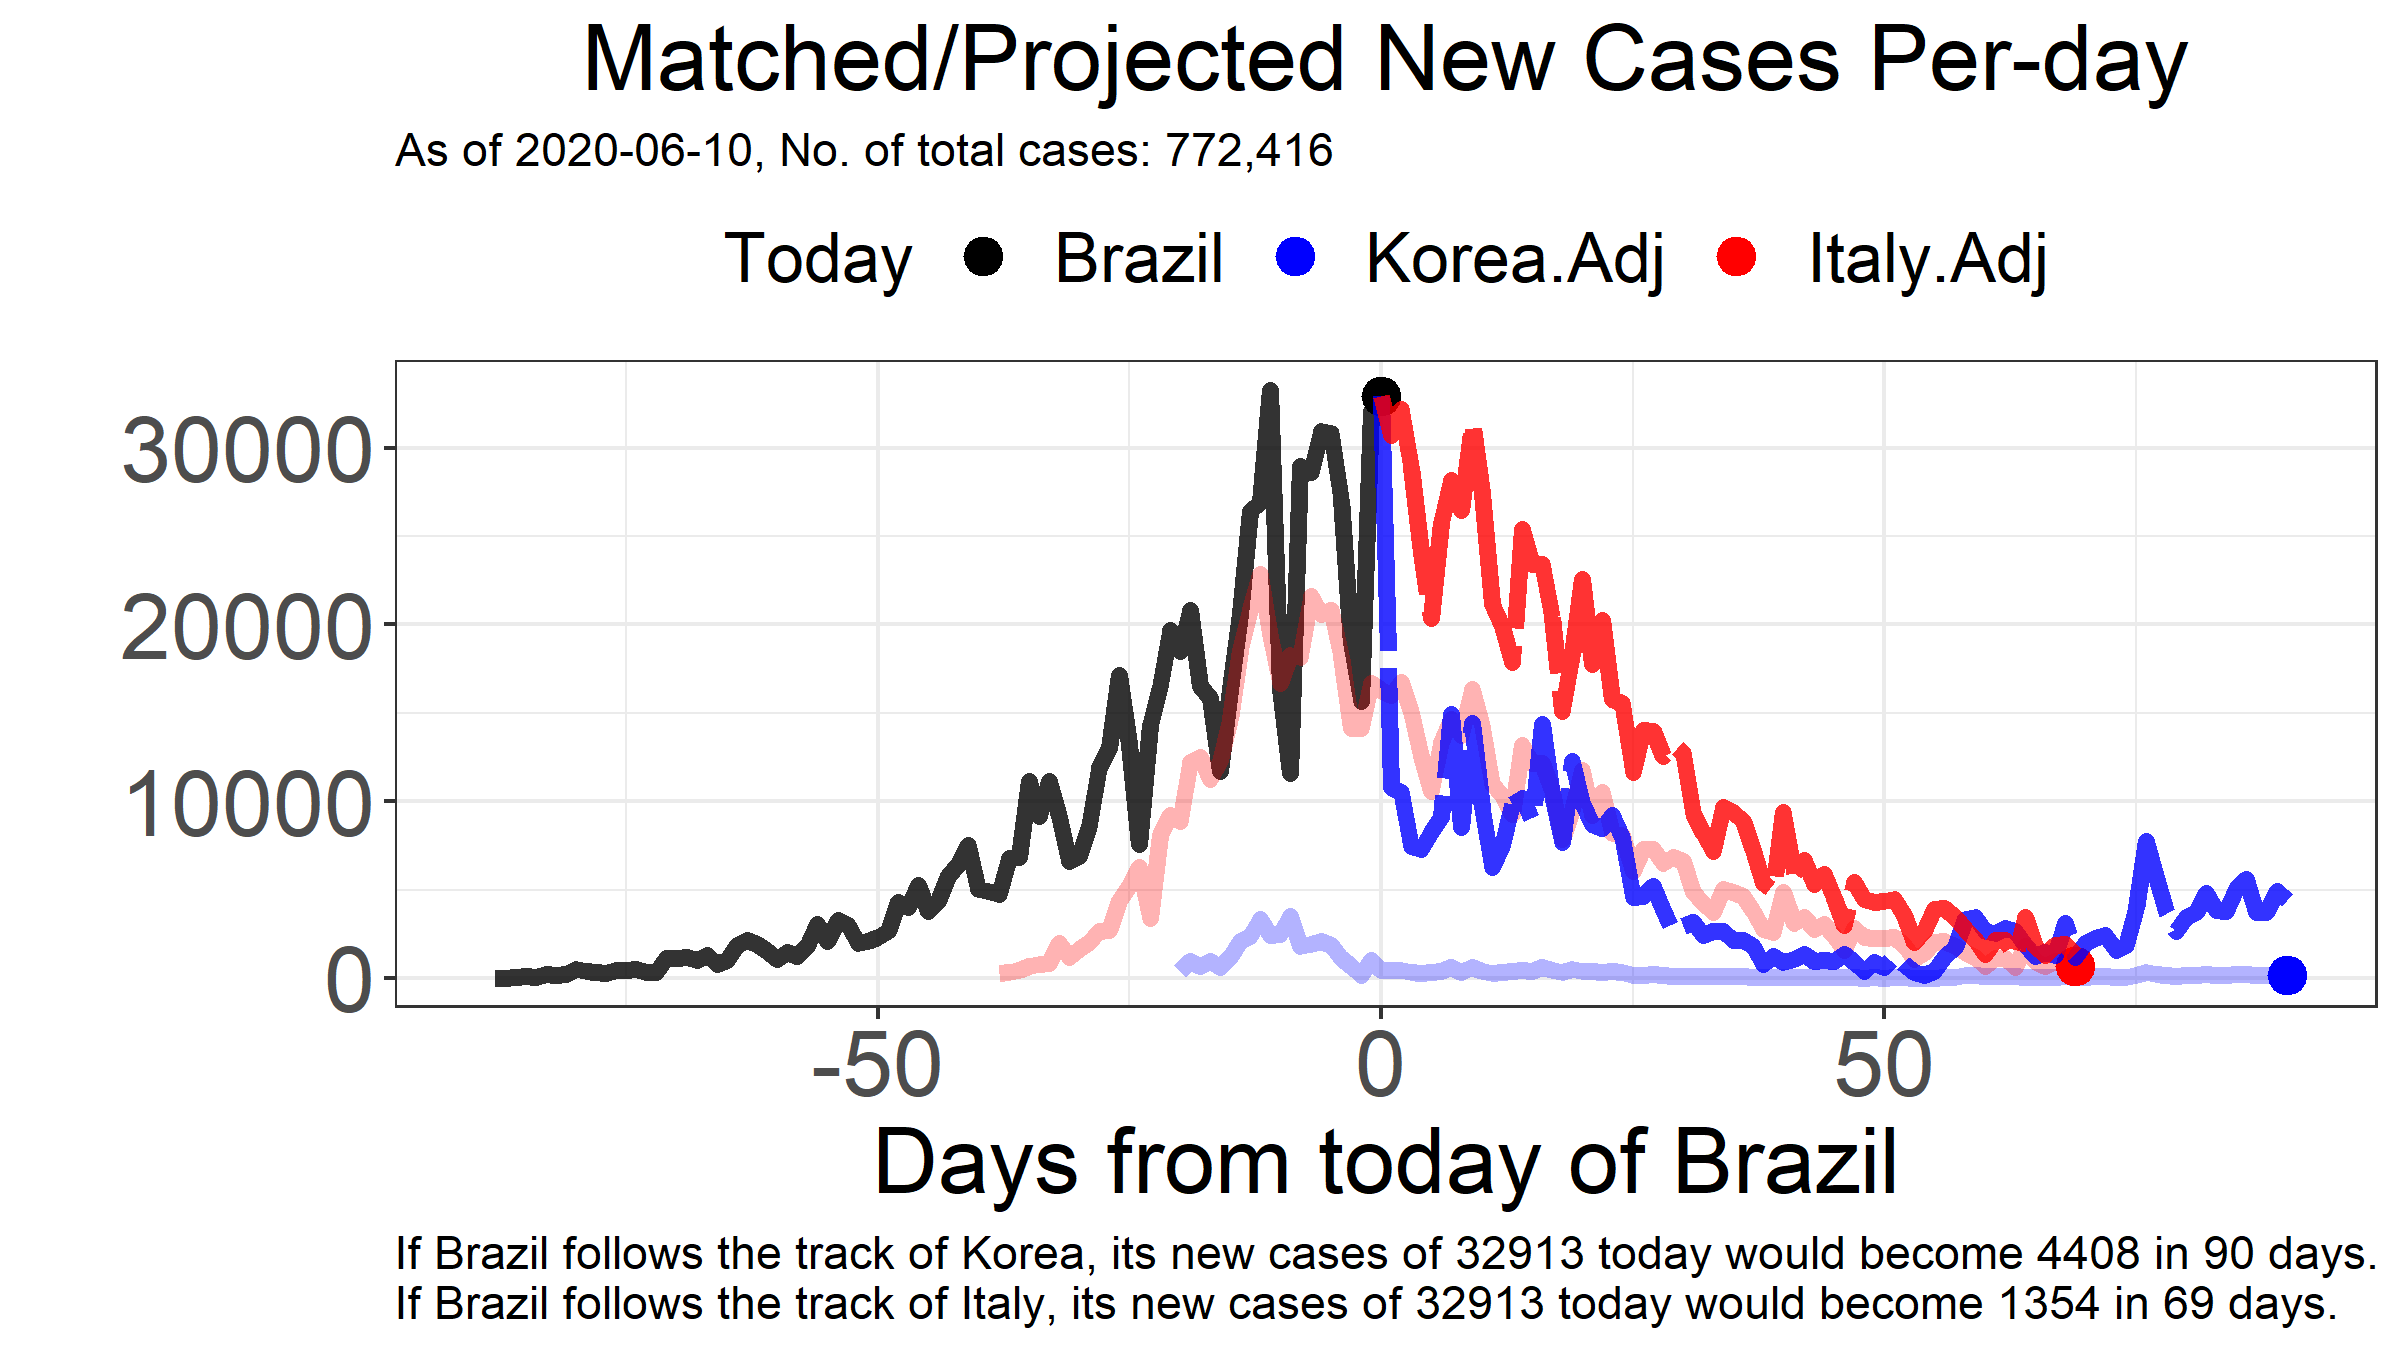 Matched/Projected New Cases Per-day
As of 2020-06-10, No. of total cases: 772,416
Today Brazil Korea.Adj Italy.Adj
30000
20000
10000
0
-50 0 50
Days from today of Brazil
If Brazil follows the track of Korea, its new cases of 32913 today would become 4408 in 90 days.
If Brazil follows the track of Italy, its new cases of 32913 today would become 1354 in 69 days.